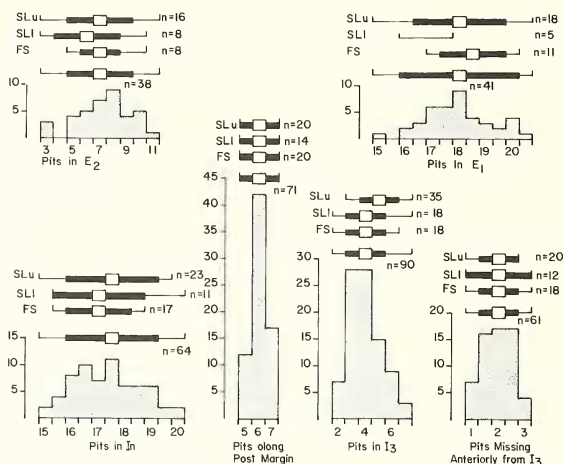 SLu n=16
SLl n=8
FS n=8
n=38
10
5
3 5 7 9 11
Pits in E2
SLu n=18
SLl n=5
FS n=11
n=41
10
5
15 16 17 18 19 20
Pits In E1
SLu n=20
SLl n=14
FS n=20
n=71
45
40
35
30
25
20
15
10
5
5 6 7
Pits along
Post Margin
SLu n=35
SLl n=18
FS n=18
n=90
30
25
20
15
10
5
2 4 6 8
Pits in I3
SLu n=20
SLl n=12
FS n=18
n=61
20
15
10
5
1 2 3
Pits Missing
Anteriorly from I3
SLu n=23
SLl n=11
FS n=17
n=64
15
10
5
15 16 17 18 19 20
Pits in In